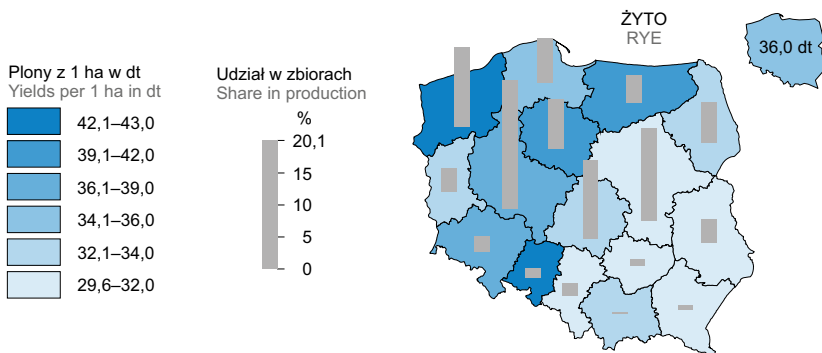 ŻYTO
RYE
36,0 dt
Plony z 1 ha w dt
Yields per 1 ha in dt
42,1–43,0
39,1–42,0
36,1–39,0
34,1–36,0
32,1–34,0
29,6–32,0
Udział w zbiorach
Share in production
%
20,1
15
10
5
0